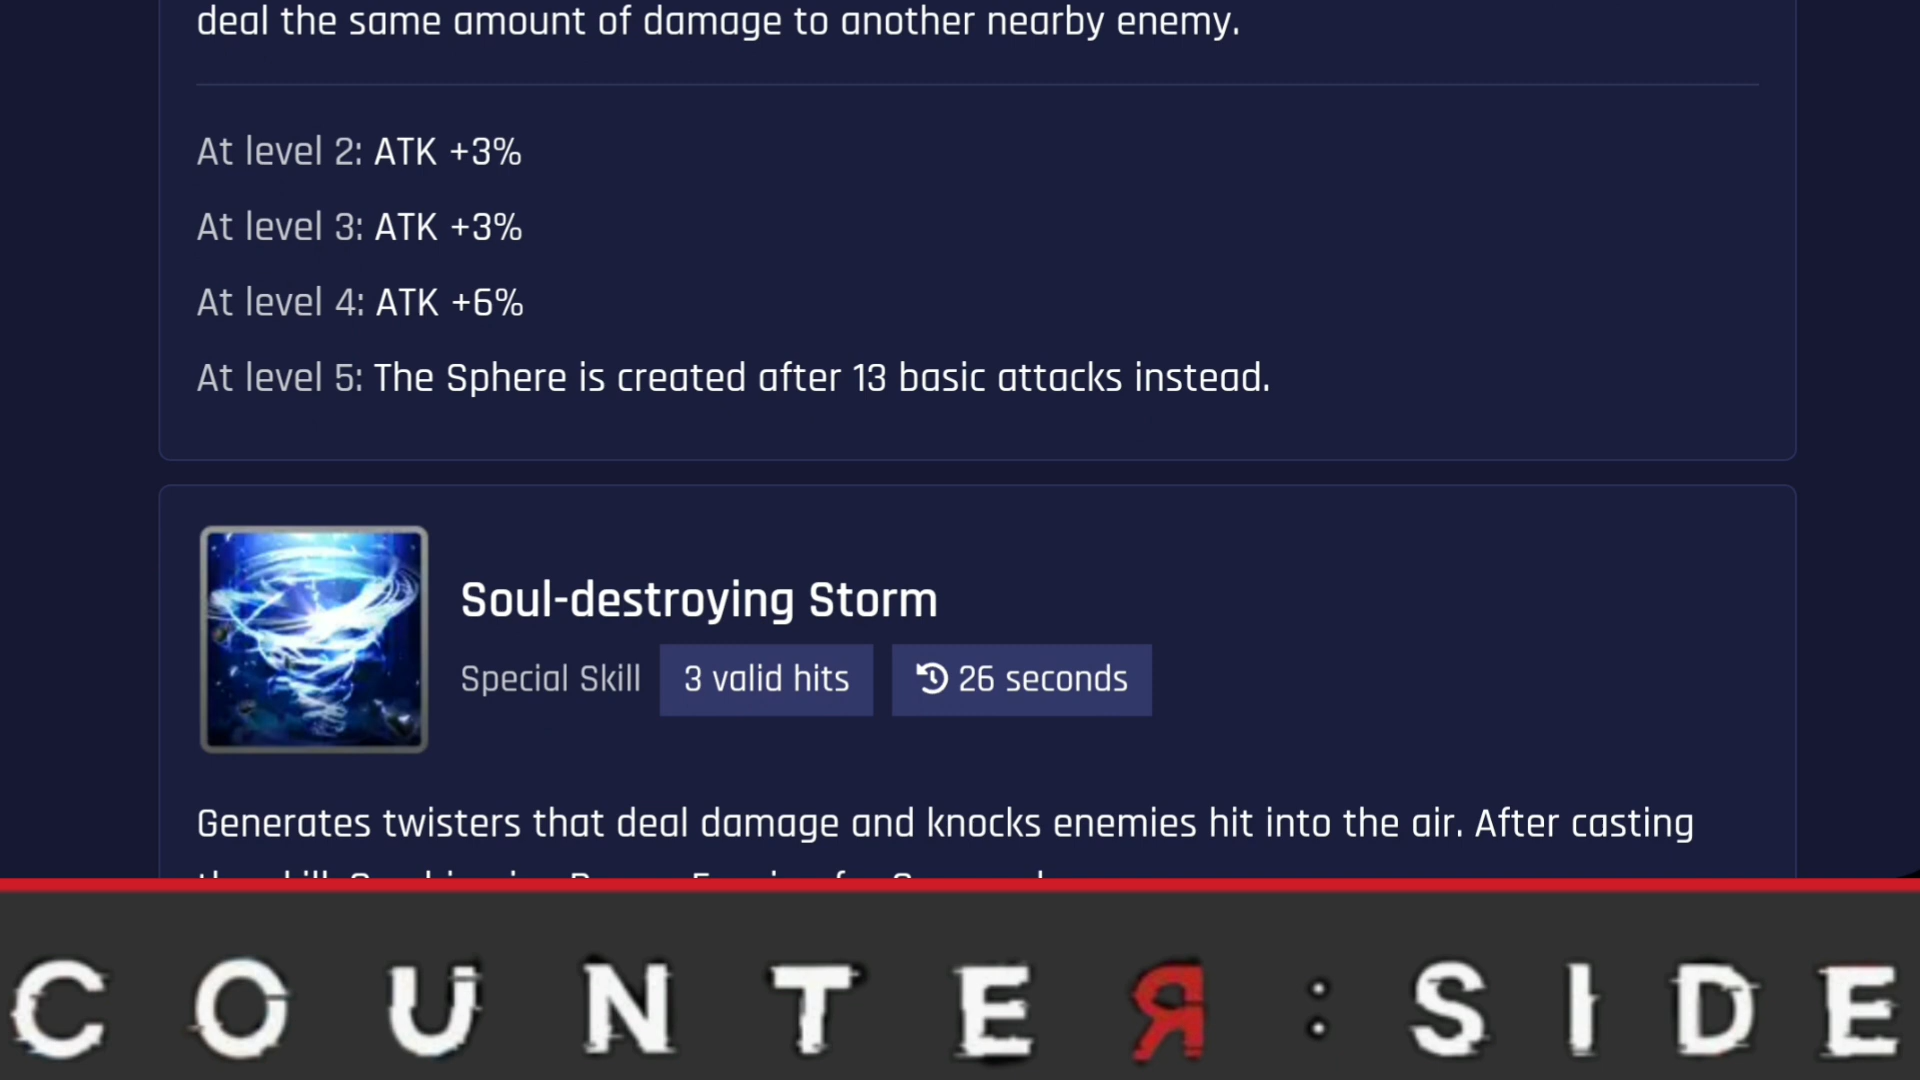 deal the same amount of damage to another nearby enemy.
At level 2: ATK +3%
At level 3: ATK +3%
At level 4: ATK +6%
At level 5: The Sphere is created after 13 basic attacks instead.
Soul-destroying Storm
Special Skill 3 valid hits 26 seconds
Generates twisters that deal damage and knocks enemies hit into the air. After casting
COUNTEЯ:SIDE